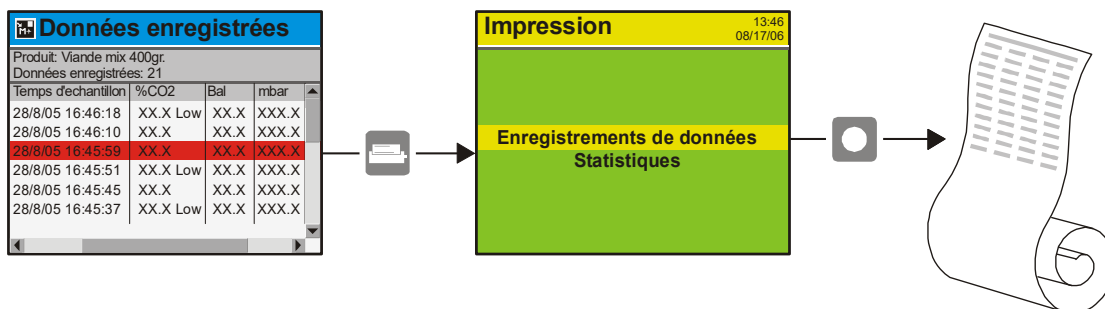 Données enregistrées
Produit: Viande mix 400gr.
Données enregistrées: 21
Temps d'echantillon %CO2 Bal mbar
28/8/05 16:46:18 XX.X Low XX.X XXX.X
28/8/05 16:46:10 XX.X XX.X XXX.X
28/8/05 16:45:59 XX.X XX.X XXX.X
28/8/05 16:45:51 XX.X Low XX.X XXX.X
28/8/05 16:45:45 XX.X XX.X XXX.X
28/8/05 16:45:37 XX.X Low XX.X XXX.X
Impression
13:46
08/17/06
Enregistrements de données
Statistiques